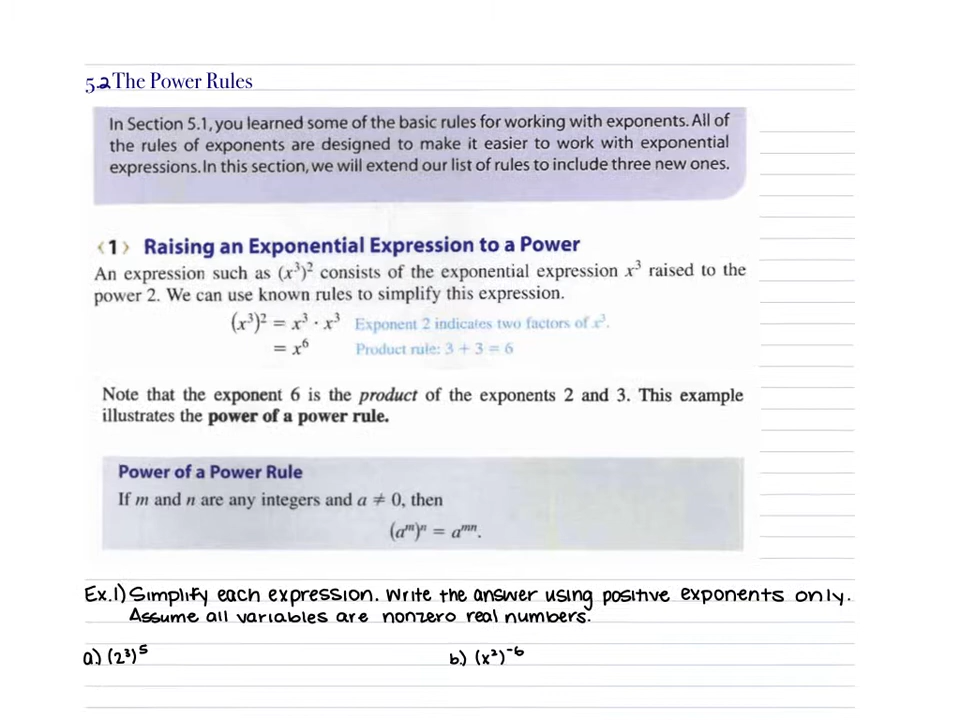 5.2 The Power Rules
In Section 5.1, you learned some of the basic rules for working with exponents. All of
the rules of exponents are designed to make it easier to work with exponential
expressions. In this section, we will extend our list of rules to include three new ones.
‹1› Raising an Exponential Expression to a Power
An expression such as (x³)² consists of the exponential expression x³ raised to the
power 2. We can use known rules to simplify this expression.
(x³)² = x³ · x³ Exponent 2 indicates two factors of x³.
= x⁶ Product rule: 3 + 3 = 6
Note that the exponent 6 is the product of the exponents 2 and 3. This example
illustrates the power of a power rule.
Power of a Power Rule
If m and n are any integers and a ≠ 0, then
(aᵐ)ⁿ = aᵐⁿ.
Ex.1) Simplify each expression. Write the answer using positive exponents only.
Assume all variables are nonzero real numbers.
a.) (2³)⁵ b.) (x²)⁻⁶